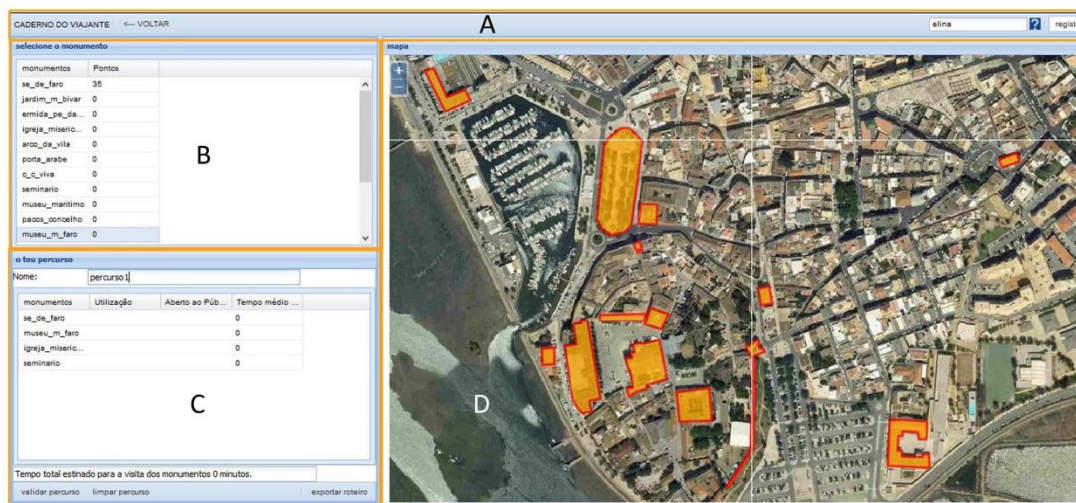 CADERNO DO VIAJANTE <--- VOLTAR A elina ? regist
selecione o monumento
monumentos Pontos
se_de_faro 35
jardim_m_bivar 0
ermida_pe_da... 0
igreja_miseric... 0
arco_da_vila 0
porta_arabe 0
c_c_viva 0
seminario 0
museu_maritimo 0
pacos_concelho 0
museu_m_faro 0
B
o teu percurso
Nome: percurso1
monumentos Utilização Aberto ao Púb... Tempo médio ...
se_de_faro 0
museu_m_faro 0
igreja_miseric... 0
seminario 0
C
Tempo total estinado para a visita dos monumentos 0 minutos.
validar percurso limpar percurso exportar roteiro
mapa
+
−
D